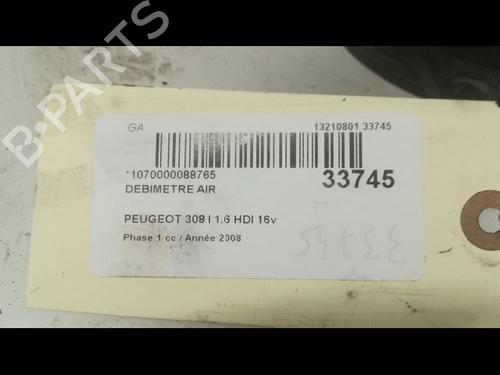 GA
13210801 33745
*1070000088765
33745
DEBIMETRE AIR
PEUGEOT 308 I 1.6 HDI 16v
Phase 1 cc / Année 2008
33745
B-PARTS